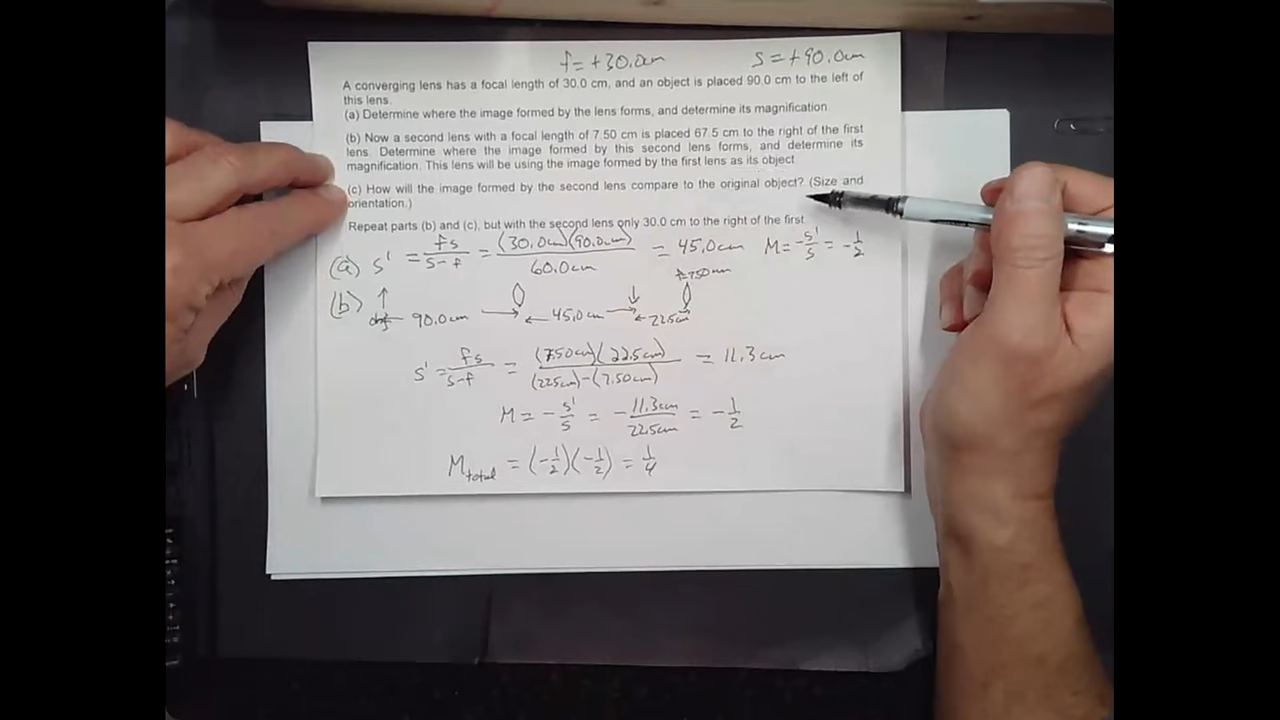 f = +30.0cm s = +90.0cm
A converging lens has a focal length of 30.0 cm, and an object is placed 90.0 cm to the left of
this lens.
(a) Determine where the image formed by the lens forms, and determine its magnification
(b) Now a second lens with a focal length of 7.50 cm is placed 67.5 cm to the right of the first
lens. Determine where the image formed by this second lens forms, and determine its
magnification. This lens will be using the image formed by the first lens as its object
(c) How will the image formed by the second lens compare to the original object? (Size and
orientation.)
Repeat parts (b) and (c), but with the second lens only 30.0 cm to the right of the first
(a) s' = fs/(s-f) = (30.0cm)(90.0cm)/60.0cm = 45.0cm M = -s'/s = -1/2
(b) obj ← 90.0cm → ← 45.0cm → ← 22.5cm
s' = fs/(s-f) = (7.50cm)(22.5cm)/((22.5cm)-(7.50cm)) = 11.3cm
M = -s'/s = -11.3cm/22.5cm = -1/2
M total = (-1/2)(-1/2) = 1/4